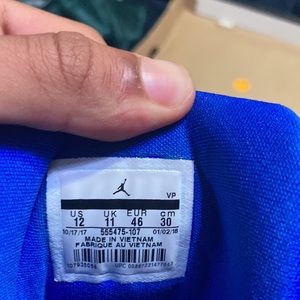 VP
US UK EUR cm
12 11 46 30
10/17/17 555475-107 01/02/18
MADE IN VIETNAM
FABRIQUE AU VIETNAM